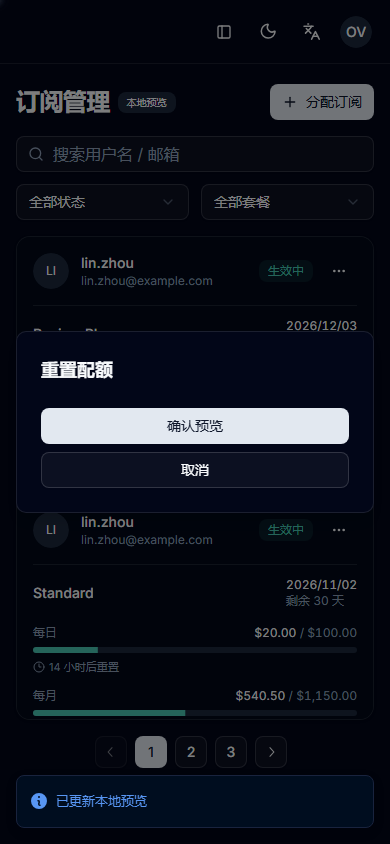 OV
订阅管理 本地预览 分配订阅
搜索用户名 / 邮箱
全部状态 全部套餐
LI lin.zhou 生效中
lin.zhou@example.com
2026/12/03
重置配额
确认预览
取消
LI lin.zhou 生效中
lin.zhou@example.com
Standard 2026/11/02
剩余 30 天
每日 $20.00 / $100.00
14 小时后重置
每月 $540.50 / $1,150.00
1 2 3
已更新本地预览